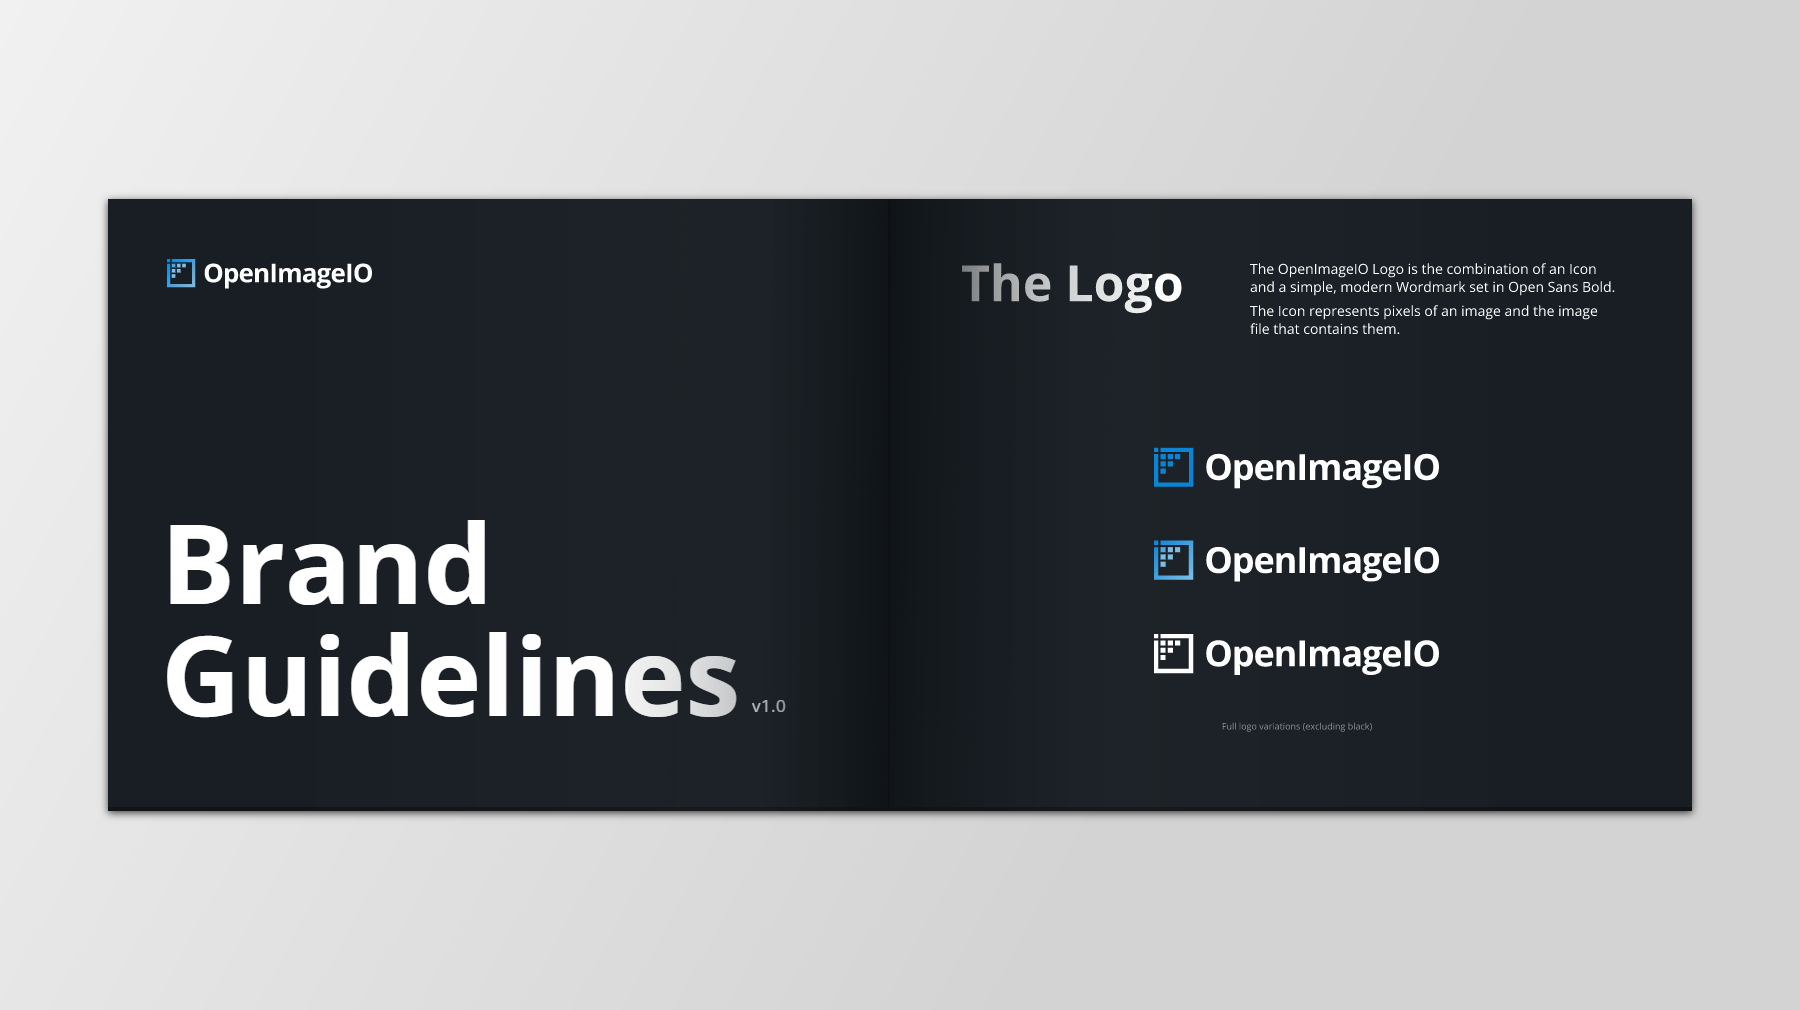 OpenImageIO
Brand
Guidelines v1.0
The Logo
The OpenImageIO Logo is the combination of an Icon
and a simple, modern Wordmark set in Open Sans Bold.
The Icon represents pixels of an image and the image
file that contains them.
OpenImageIO
OpenImageIO
OpenImageIO
Full logo variations (excluding black)